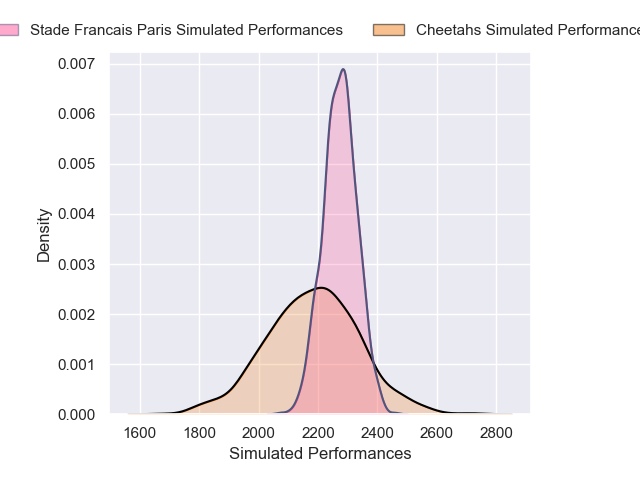 Stade Francais Paris Simulated Performances Cheetahs Simulated Performance
0.007
0.006
0.005
0.004
0.003
0.002
0.001
0.000
Density
1600 1800 2000 2200 2400 2600 2800
Simulated Performances